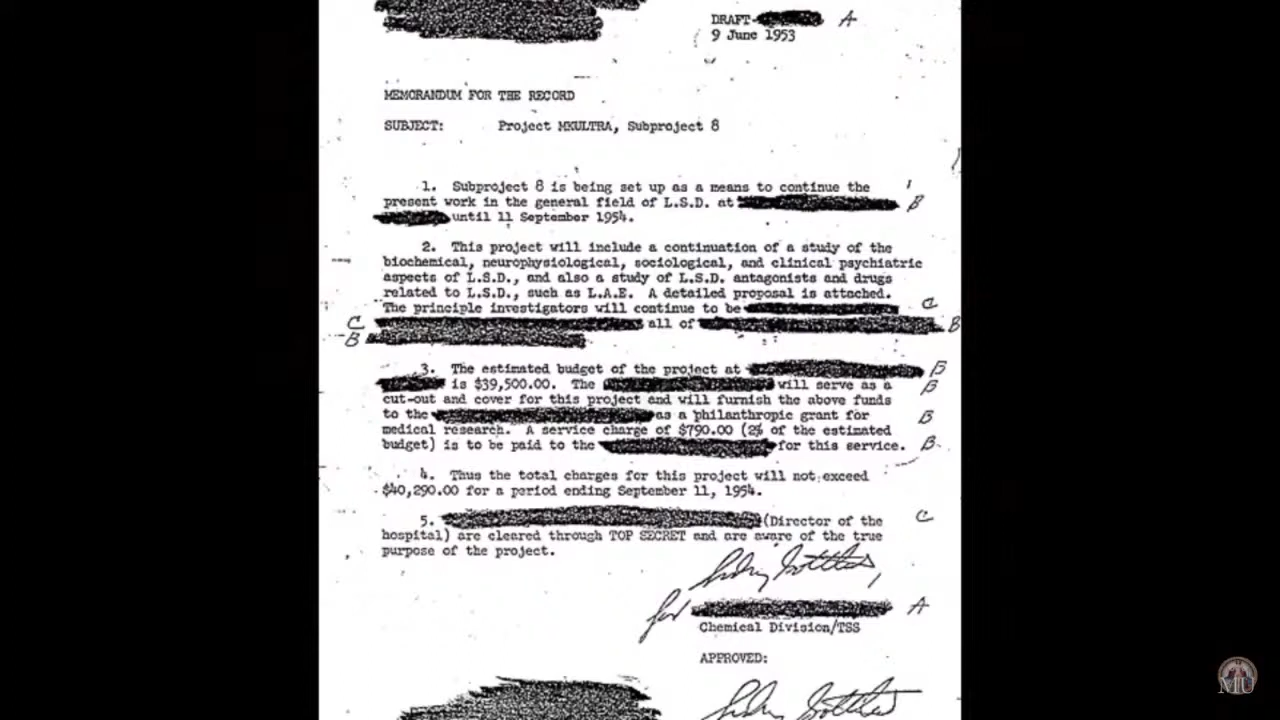 DRAFT- A
9 June 1953
MEMORANDUM FOR THE RECORD
SUBJECT: Project MKULTRA, Subproject 8
1. Subproject 8 is being set up as a means to continue the
present work in the general field of L.S.D. at B
until 11 September 1954.
2. This project will include a continuation of a study of the
biochemical, neurophysiological, sociological, and clinical psychiatric
aspects of L.S.D., and also a study of L.S.D. antagonists and drugs
related to L.S.D., such as L.A.E. A detailed proposal is attached.
The principle investigators will continue to be C
C all of B
B
3. The estimated budget of the project at B
is $39,500.00. The will serve as a B
cut-out and cover for this project and will furnish the above funds
to the as a philanthropic grant for B
medical research. A service charge of $790.00 (2% of the estimated
budget) is to be paid to the for this service. B
4. Thus the total charges for this project will not exceed
$40,290.00 for a period ending September 11, 1954.
5. (Director of the C
hospital) are cleared through TOP SECRET and are aware of the true
purpose of the project.
Sidney Gottlieb
for A
Chemical Division/TSS
APPROVED:
Sidney Gottlieb
MU